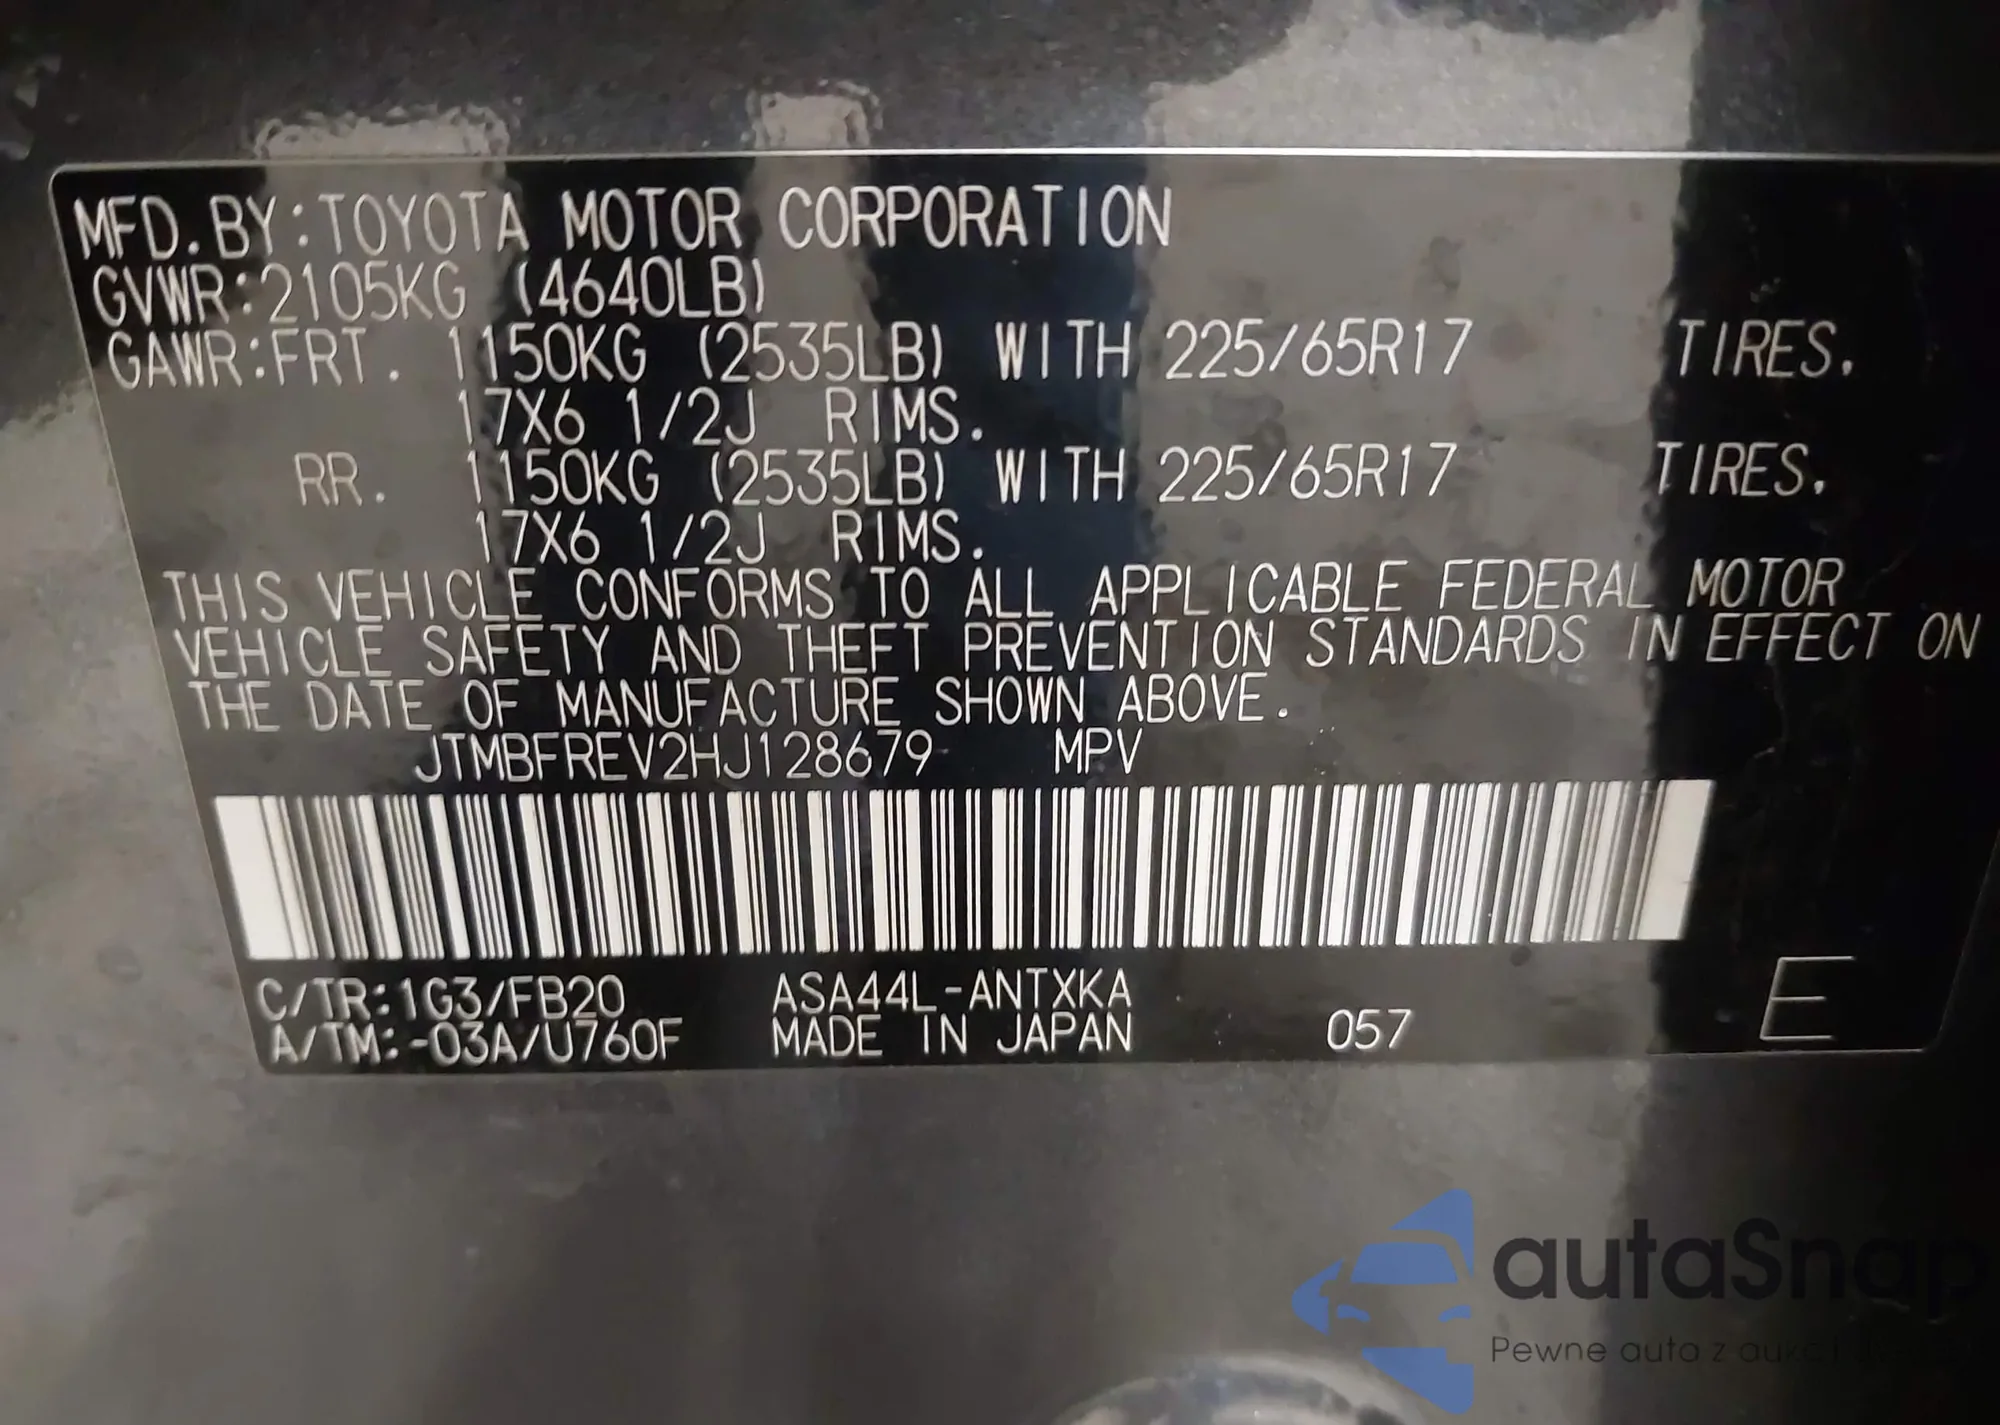 MFD.BY:TOYOTA MOTOR CORPORATION
GVWR:2105KG (4640LB)
GAWR:FRT. 1150KG (2535LB) WITH 225/65R17 TIRES.
17X6 1/2J RIMS.
RR. 1150KG (2535LB) WITH 225/65R17 TIRES.
17X6 1/2J RIMS.
THIS VEHICLE CONFORMS TO ALL APPLICABLE FEDERAL MOTOR
VEHICLE SAFETY AND THEFT PREVENTION STANDARDS IN EFFECT ON
THE DATE OF MANUFACTURE SHOWN ABOVE.
JTMBFREV2HJ128679 MPV
C/TR:1G3/FB20 ASA44L-ANTXKA
A/TM:-03A/U760F MADE IN JAPAN 057 E
autaSnap
Pewne auto z